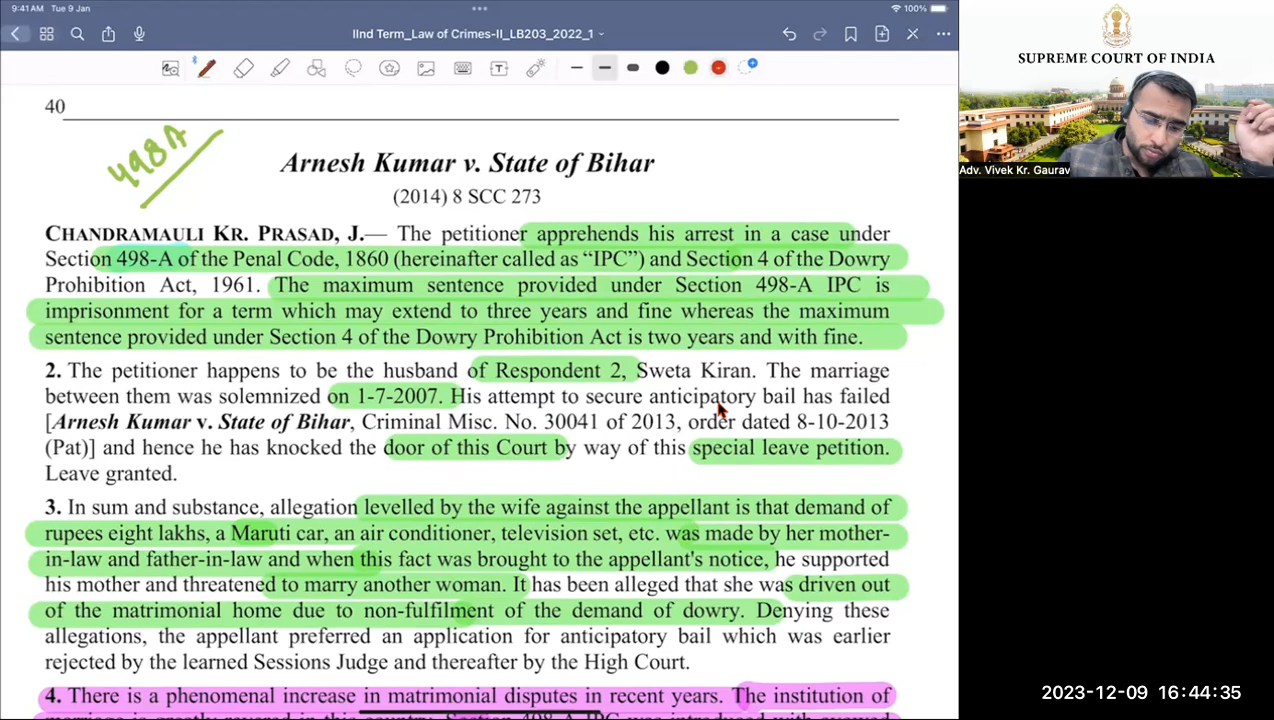 9:41AM Tue 9 Jan
100%
IInd Term_Law of Crimes-II_LB203_2022_1
40
498A
Arnesh Kumar v. State of Bihar
(2014) 8 SCC 273
CHANDRAMAULI KR. PRASAD, J.— The petitioner apprehends his arrest in a case under
Section 498-A of the Penal Code, 1860 (hereinafter called as “IPC”) and Section 4 of the Dowry
Prohibition Act, 1961. The maximum sentence provided under Section 498-A IPC is
imprisonment for a term which may extend to three years and fine whereas the maximum
sentence provided under Section 4 of the Dowry Prohibition Act is two years and with fine.
2. The petitioner happens to be the husband of Respondent 2, Sweta Kiran. The marriage
between them was solemnized on 1-7-2007. His attempt to secure anticipatory bail has failed
[Arnesh Kumar v. State of Bihar, Criminal Misc. No. 30041 of 2013, order dated 8-10-2013
(Pat)] and hence he has knocked the door of this Court by way of this special leave petition.
Leave granted.
3. In sum and substance, allegation levelled by the wife against the appellant is that demand of
rupees eight lakhs, a Maruti car, an air conditioner, television set, etc. was made by her mother-
in-law and father-in-law and when this fact was brought to the appellant's notice, he supported
his mother and threatened to marry another woman. It has been alleged that she was driven out
of the matrimonial home due to non-fulfilment of the demand of dowry. Denying these
allegations, the appellant preferred an application for anticipatory bail which was earlier
rejected by the learned Sessions Judge and thereafter by the High Court.
4. There is a phenomenal increase in matrimonial disputes in recent years. The institution of
SUPREME COURT OF INDIA
Adv. Vivek Kr. Gaurav
2023-12-09 16:44:35